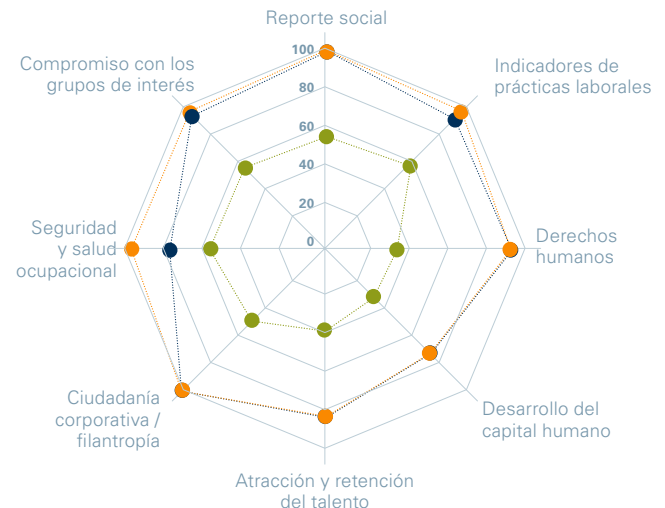 Reporte social
Compromiso con los
grupos de interés
Indicadores de
prácticas laborales
100
80
60
40
20
0
Seguridad
y salud
ocupacional
Derechos
humanos
Ciudadanía
corporativa /
filantropía
Desarrollo del
capital humano
Atracción y retención
del talento